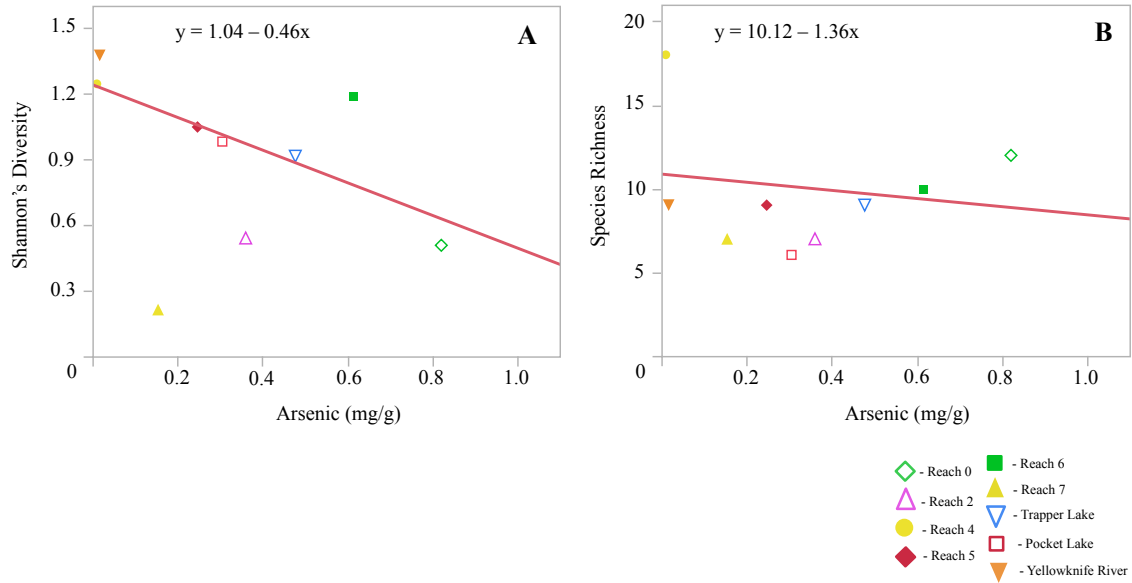 y = 1.04 – 0.46x
A
1.5
1.2
0.9
0.6
0.3
0
0.2
0.4
0.6
0.8
1.0
Shannon's Diversity
Arsenic (mg/g)
y = 10.12 – 1.36x
B
20
15
10
5
0
0.2
0.4
0.6
0.8
1.0
Species Richness
Arsenic (mg/g)
- Reach 0
- Reach 2
- Reach 4
- Reach 5
- Reach 6
- Reach 7
- Trapper Lake
- Pocket Lake
- Yellowknife River